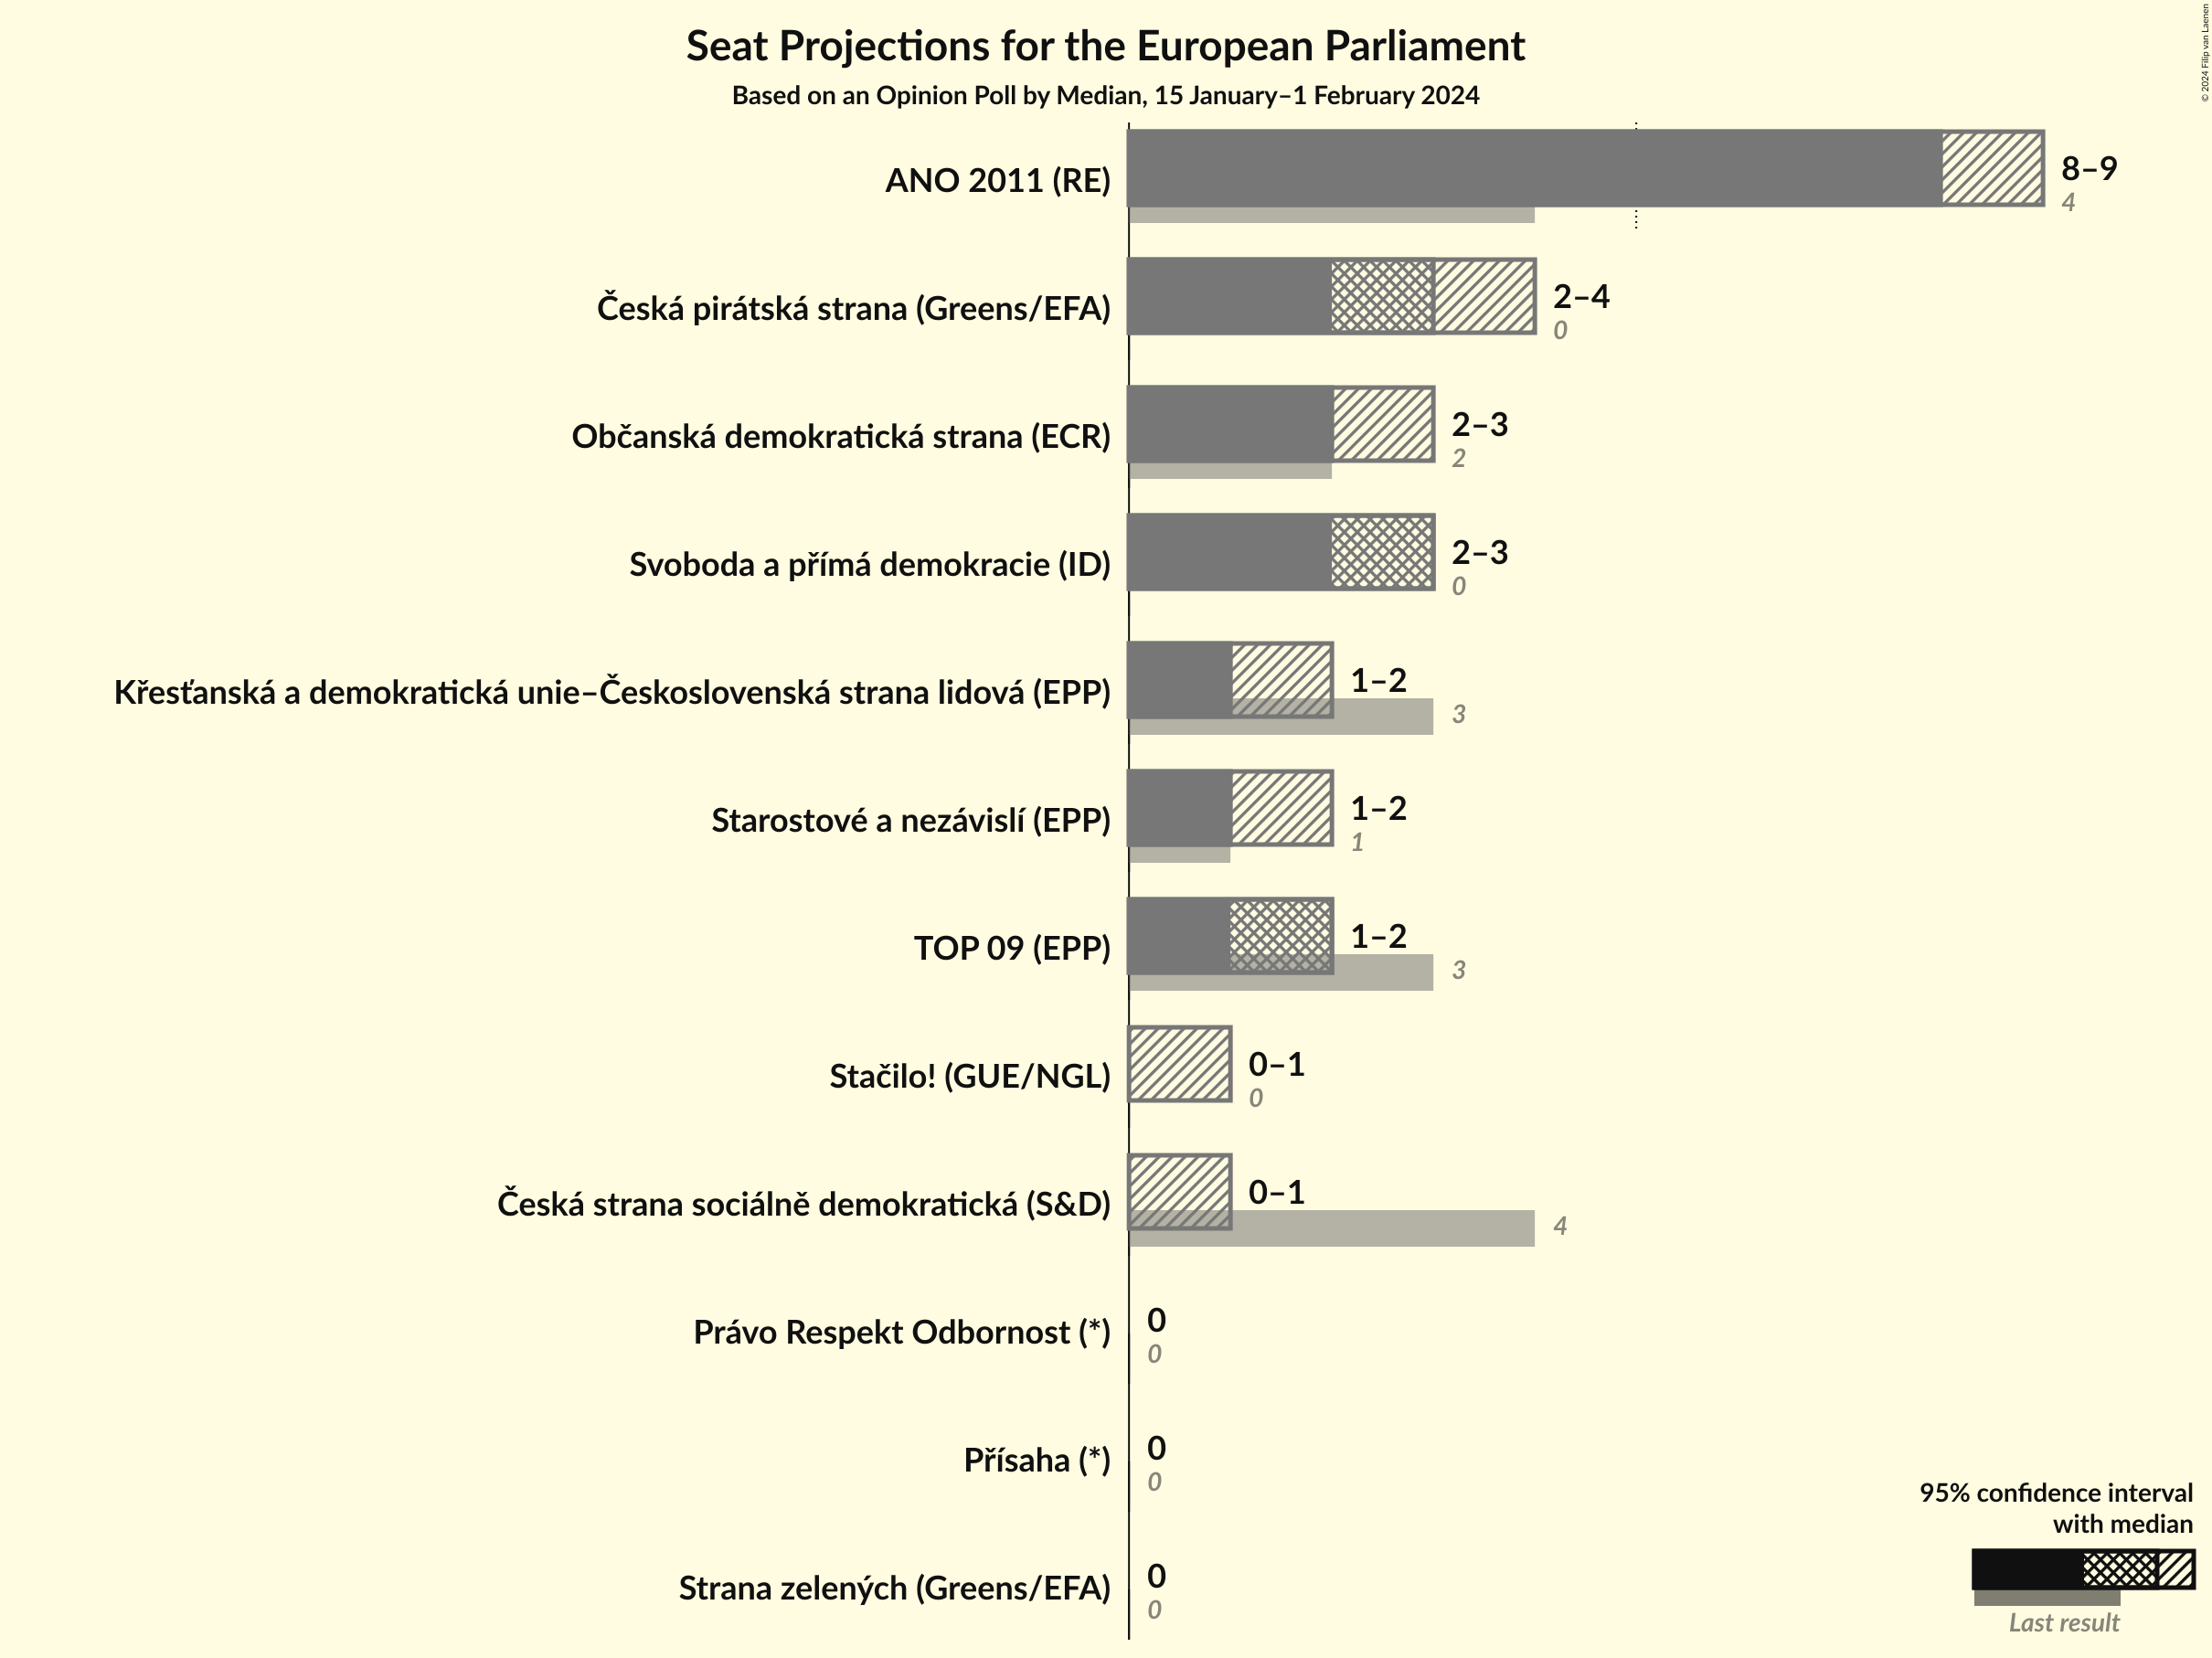 Seat Projections for the European Parliament
Based on an Opinion Poll by Median, 15 January–1 February 2024
© 2024 Filip van Laenen
ANO 2011 (RE)
8–9
4
Česká pirátská strana (Greens/EFA)
2–4
0
Občanská demokratická strana (ECR)
2–3
2
Svoboda a přímá demokracie (ID)
2–3
0
Křesťanská a demokratická unie–Československá strana lidová (EPP)
1–2
3
Starostové a nezávislí (EPP)
1–2
1
TOP 09 (EPP)
1–2
3
Stačilo! (GUE/NGL)
0–1
0
Česká strana sociálně demokratická (S&D)
0–1
4
Právo Respekt Odbornost (*)
0
0
Přísaha (*)
0
0
Strana zelených (Greens/EFA)
0
0
95% confidence interval
with median
Last result